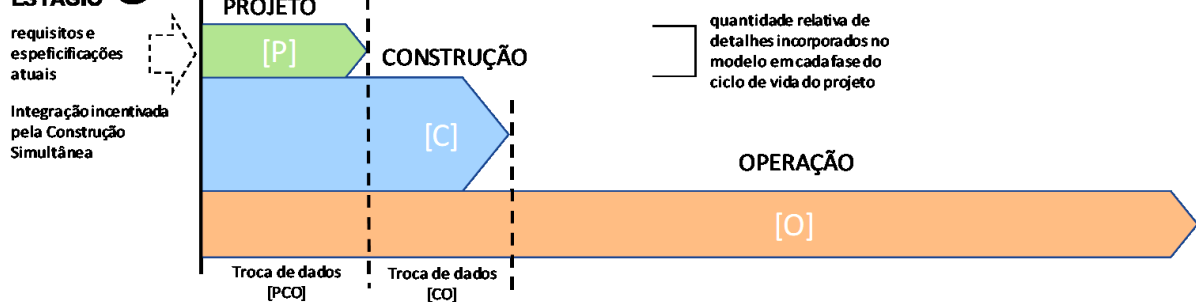 ESTÁGIO
requisitos e
espeficificações
atuais
Integração incentivada
pela Construção
Simultânea
PROJETO
[P]
CONSTRUÇÃO
[C]
quantidade relativa de
detalhes incorporados no
modelo em cada fase do
ciclo de vida do projeto
OPERAÇÃO
[O]
Troca de dados
[PCO]
Troca de dados
[CO]